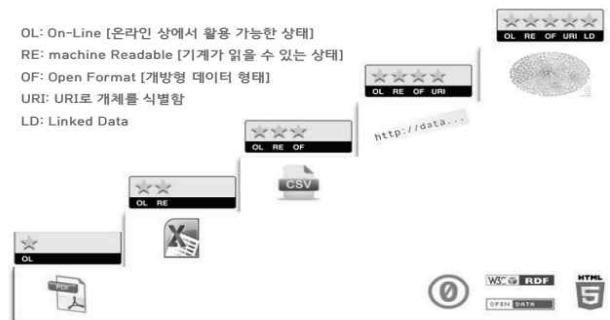 OL: On-Line [온라인 상에서 활용 가능한 상태]
RE: machine Readable [기계가 읽을 수 있는 상태]
OF: Open Format [개방형 데이터 형태]
URI: URI로 개체를 식별함
LD: Linked Data
OL RE OF URI LD
OL RE OF URI
http://data...
OL RE OF
CSV
OL RE
X
OL
PDF
W3C RDF
OPEN DATA
HTML
5
0